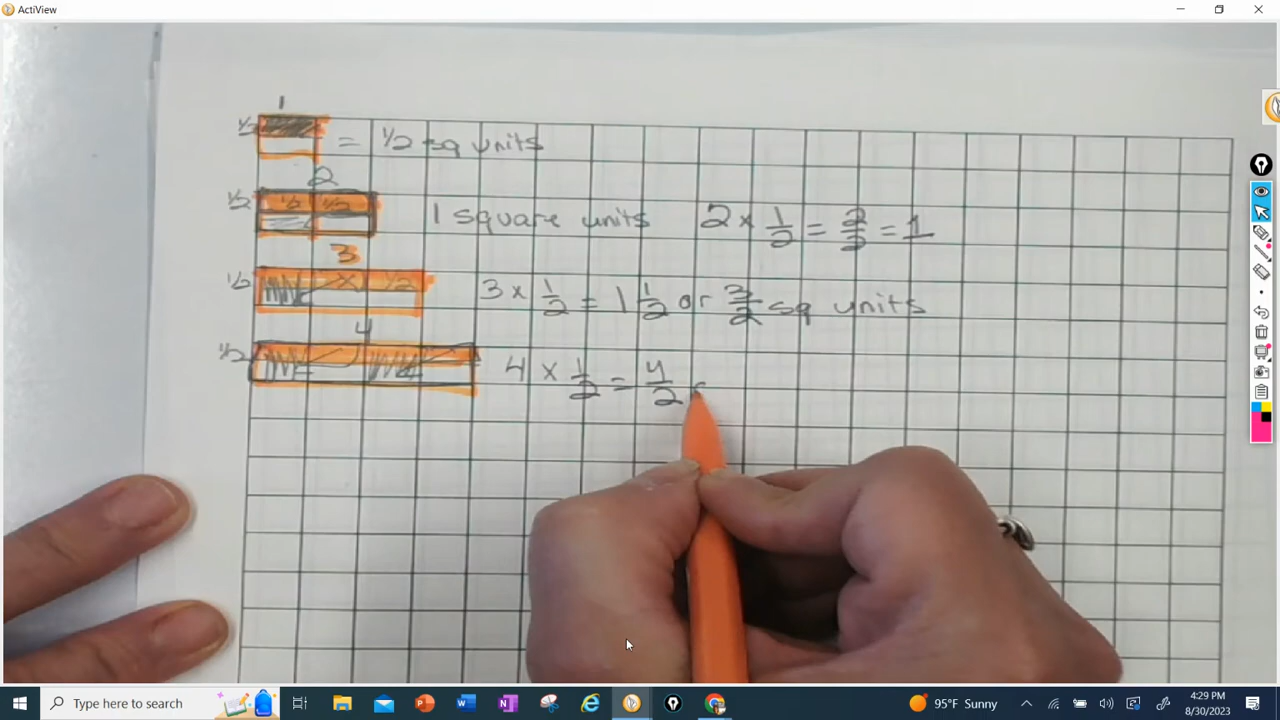 ActiView
1
1/2 = 1/2 sq units
2
1/2 1/2 1/2 1 square units 2 × 1/2 = 2/2 = 1
3
1/2 1/2 3 × 1/2 = 1 1/2 or 3/2 sq units
4
1/2 4 × 1/2 = 4/2
Type here to search
95°F Sunny
4:29 PM
8/30/2023